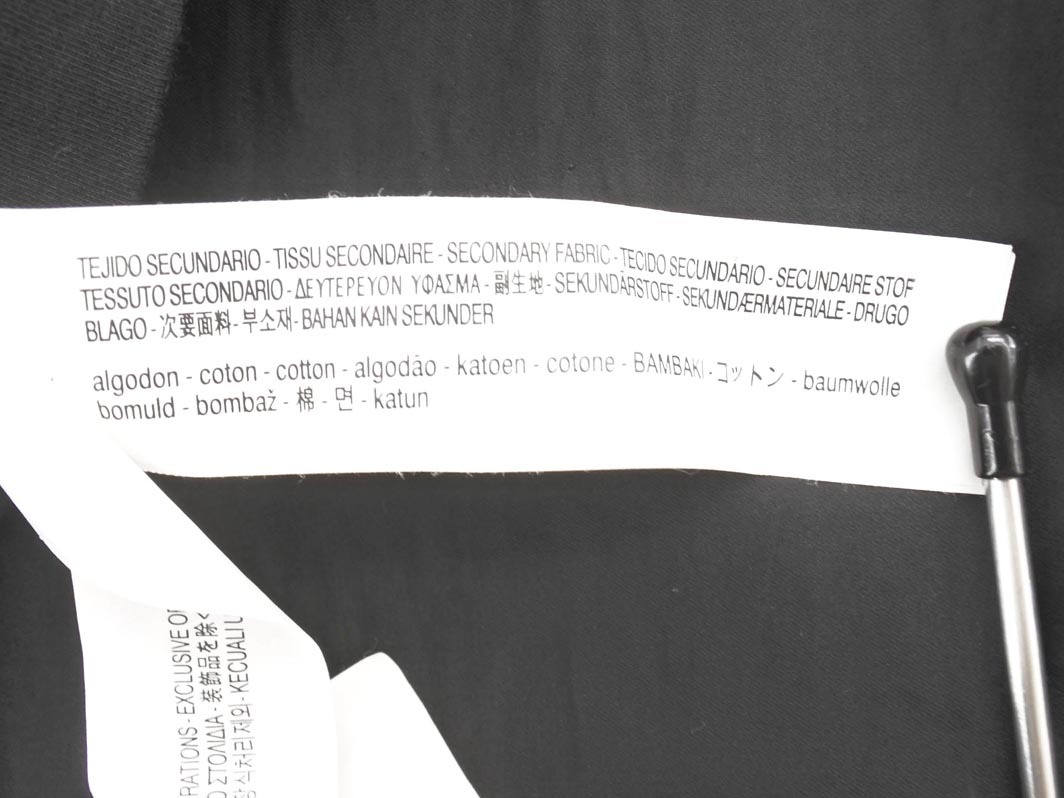 TEJIDO SECUNDARIO - TISSU SECONDAIRE - SECONDARY FABRIC - TECIDO SECUNDARIO - SECUNDAIRE STOF
TESSUTO SECONDARIO - ΔΕΥΤΕΡΕΥΟΝ ΥΦΑΣΜΑ - 副生地 - SEKUNDÄRSTOFF - SEKUNDÆRMATERIALE - DRUGO
BLAGO - 次要面料 - 부소재 - BAHAN KAIN SEKUNDER
algodon - coton - cotton - algodão - katoen - cotone - BAMBAKI - コットン - baumwolle
bomuld - bombaž - 棉 - 면 - katun
RATIONS - EXCLUSIVE OF
ΣΤΟΛΙΔΙΑ - 装飾品を除く
장식처리제외 - KECUALI